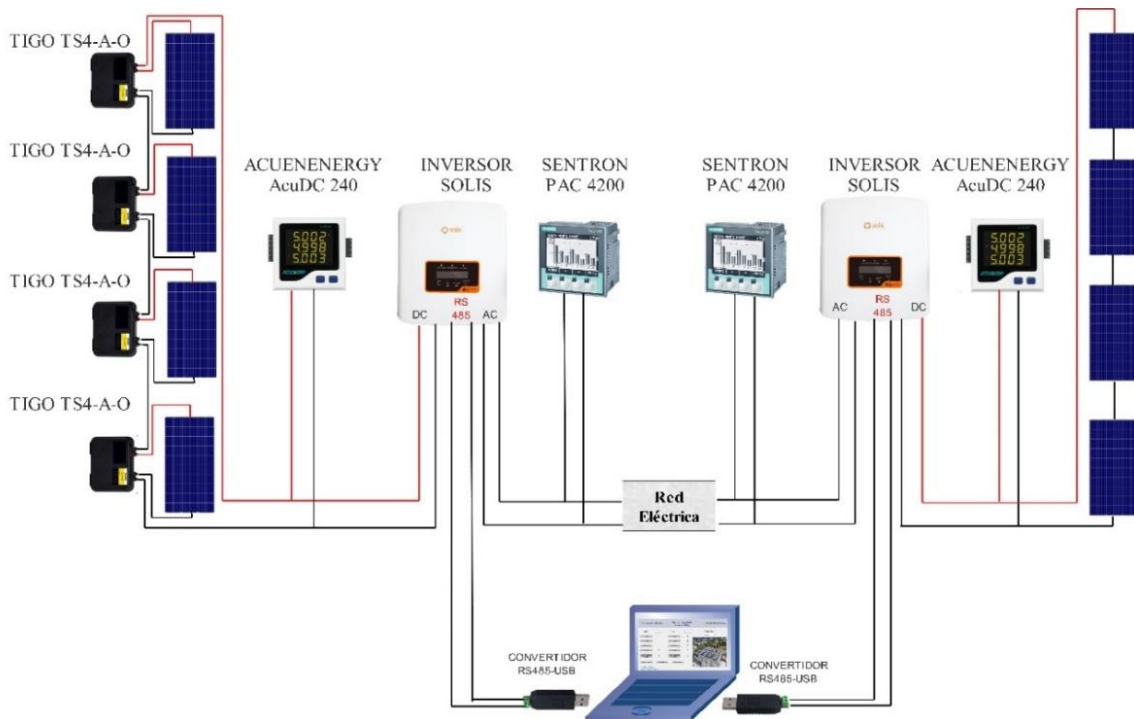 TIGO TS4-A-O
TIGO TS4-A-O
TIGO TS4-A-O
TIGO TS4-A-O
ACUENENERGY
AcuDC 240
INVERSOR
SOLIS
SENTRON
PAC 4200
SENTRON
PAC 4200
INVERSOR
SOLIS
ACUENENERGY
AcuDC 240
5.002
4.998
5.003
solis
DC
RS
485
AC
solis
AC
RS
485
DC
5.002
4.998
5.003
Red
Eléctrica
CONVERTIDOR
RS485-USB
CONVERTIDOR
RS485-USB